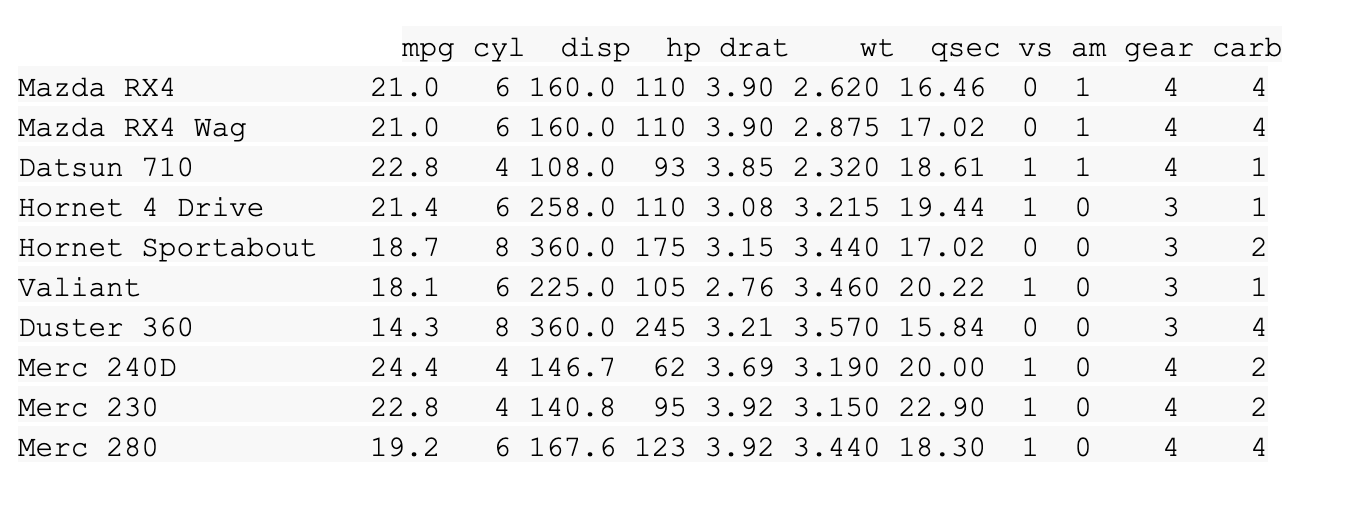 mpg cyl disp hp drat wt qsec vs am gear carb
Mazda RX4 21.0 6 160.0 110 3.90 2.620 16.46 0 1 4 4
Mazda RX4 Wag 21.0 6 160.0 110 3.90 2.875 17.02 0 1 4 4
Datsun 710 22.8 4 108.0 93 3.85 2.320 18.61 1 1 4 1
Hornet 4 Drive 21.4 6 258.0 110 3.08 3.215 19.44 1 0 3 1
Hornet Sportabout 18.7 8 360.0 175 3.15 3.440 17.02 0 0 3 2
Valiant 18.1 6 225.0 105 2.76 3.460 20.22 1 0 3 1
Duster 360 14.3 8 360.0 245 3.21 3.570 15.84 0 0 3 4
Merc 240D 24.4 4 146.7 62 3.69 3.190 20.00 1 0 4 2
Merc 230 22.8 4 140.8 95 3.92 3.150 22.90 1 0 4 2
Merc 280 19.2 6 167.6 123 3.92 3.440 18.30 1 0 4 4